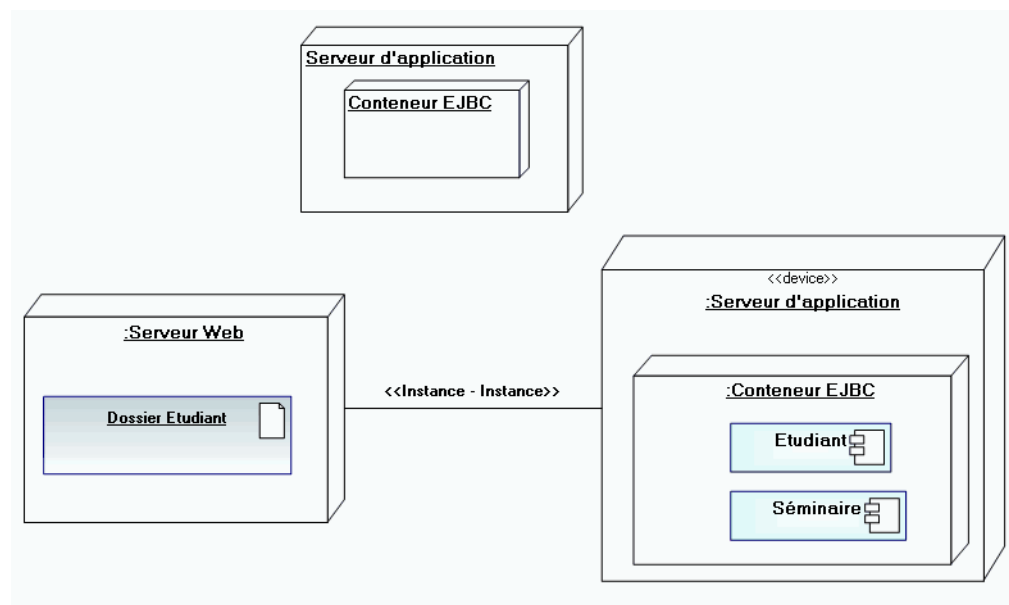 Serveur d'application
Conteneur EJBC
<<device>>
:Serveur d'application
:Serveur Web
<<Instance - Instance>>
:Conteneur EJBC
Dossier Etudiant
Etudiant
Séminaire